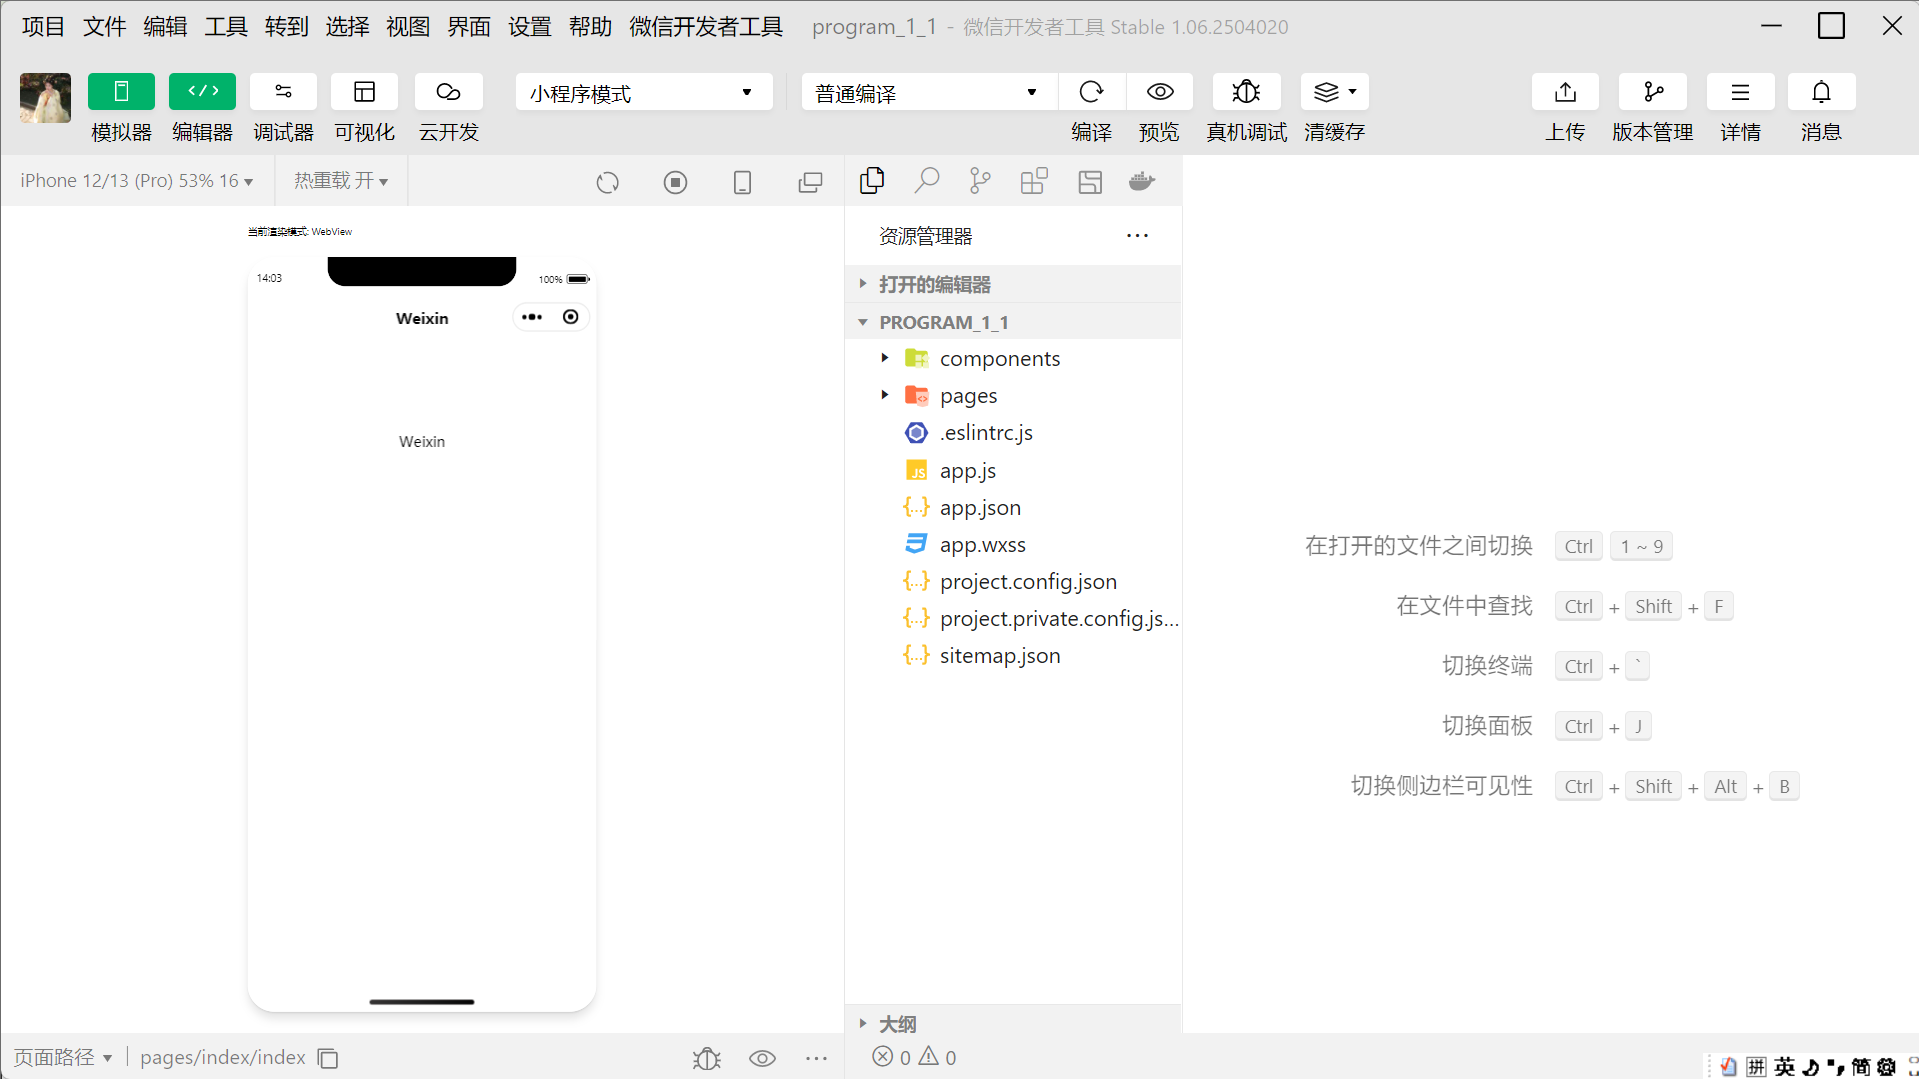 项目 文件 编辑 工具 转到 选择 视图 界面 设置 帮助 微信开发者工具 program_1_1 - 微信开发者工具 Stable 1.06.2504020
小程序模式 普通编译
模拟器 编辑器 调试器 可视化 云开发 编译 预览 真机调试 清缓存 上传 版本管理 详情 消息
iPhone 12/13 (Pro) 53% 16 热重载 开
当前渲染模式: WebView
14:03 100%
Weixin
Weixin
资源管理器
打开的编辑器
PROGRAM_1_1
components
pages
.eslintrc.js
JS app.js
{...} app.json
app.wxss
{...} project.config.json
{...} project.private.config.js...
{...} sitemap.json
大纲
在打开的文件之间切换 Ctrl 1 ~ 9
在文件中查找 Ctrl + Shift + F
切换终端 Ctrl + `
切换面板 Ctrl + J
切换侧边栏可见性 Ctrl + Shift + Alt + B
页面路径 pages/index/index 0 0
拼 英 简